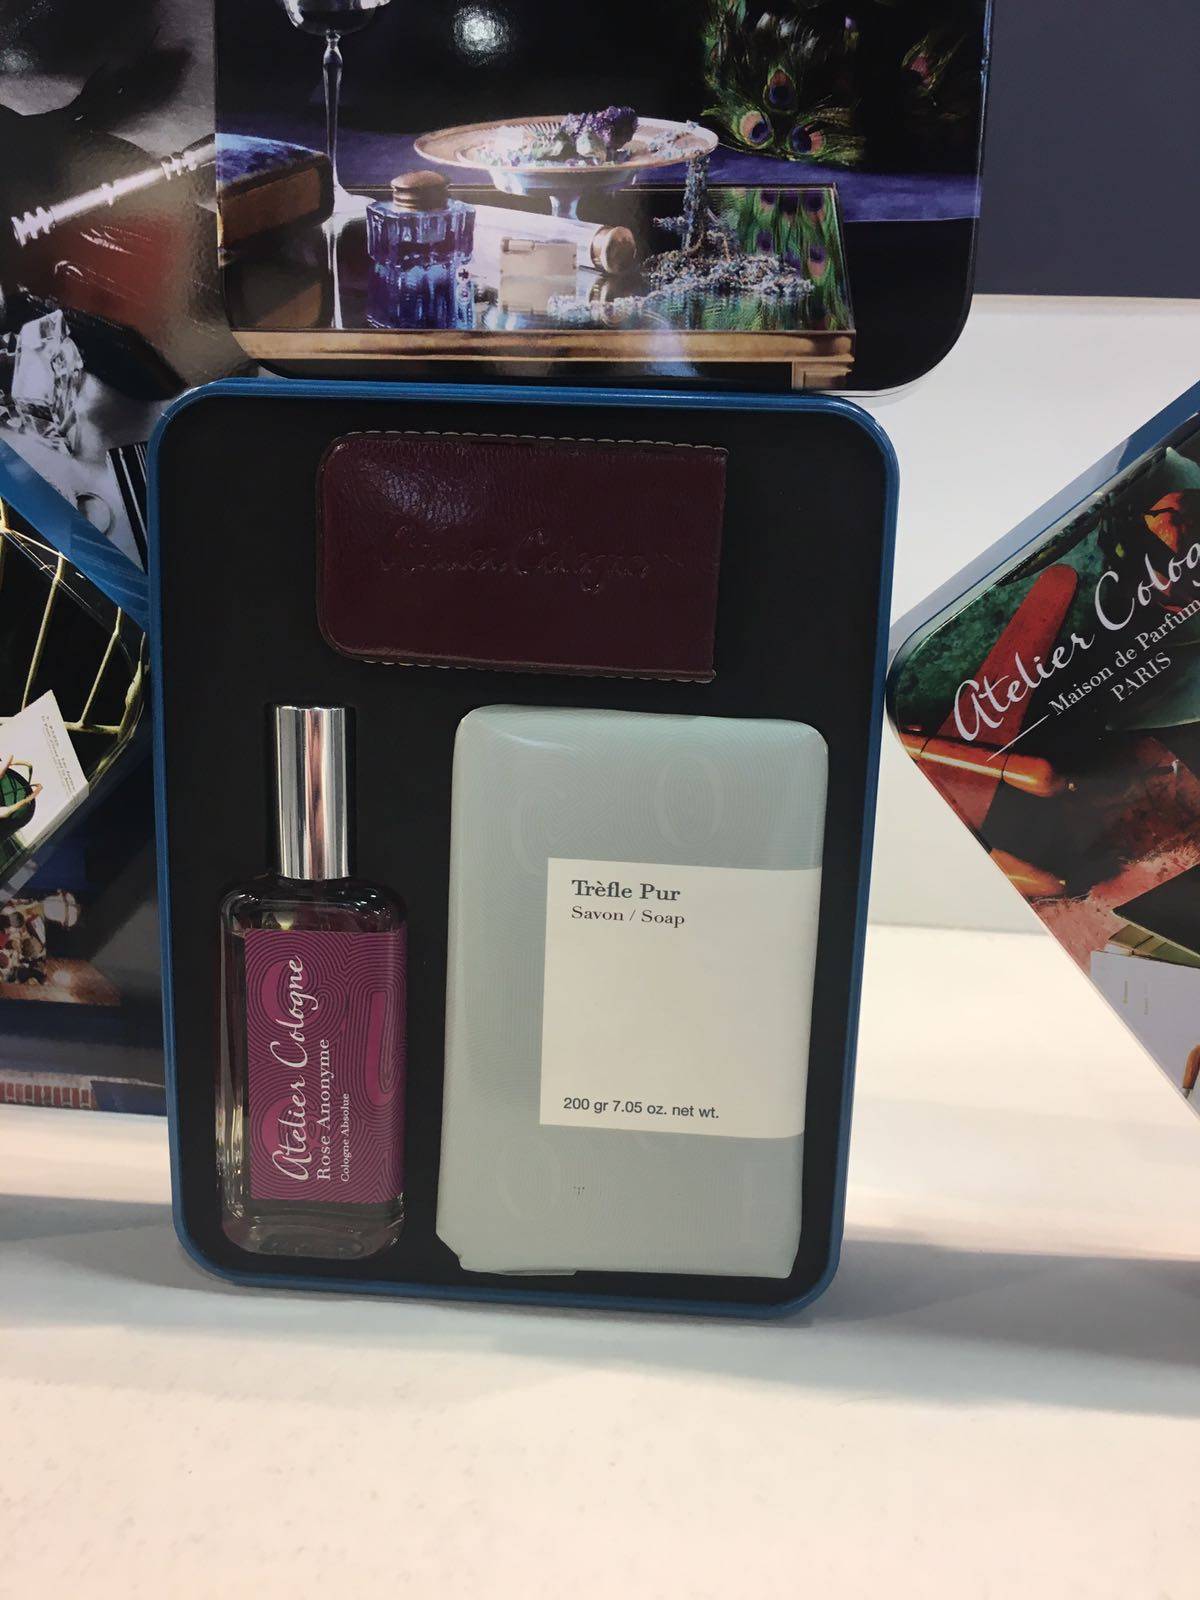 Atelier Cologne
Atelier Colog
Maison de Parfum
PARIS
Trèfle Pur
Savon / Soap
200 gr 7.05 oz. net wt.
Atelier Cologne
Rose Anonyme
Cologne Absolue